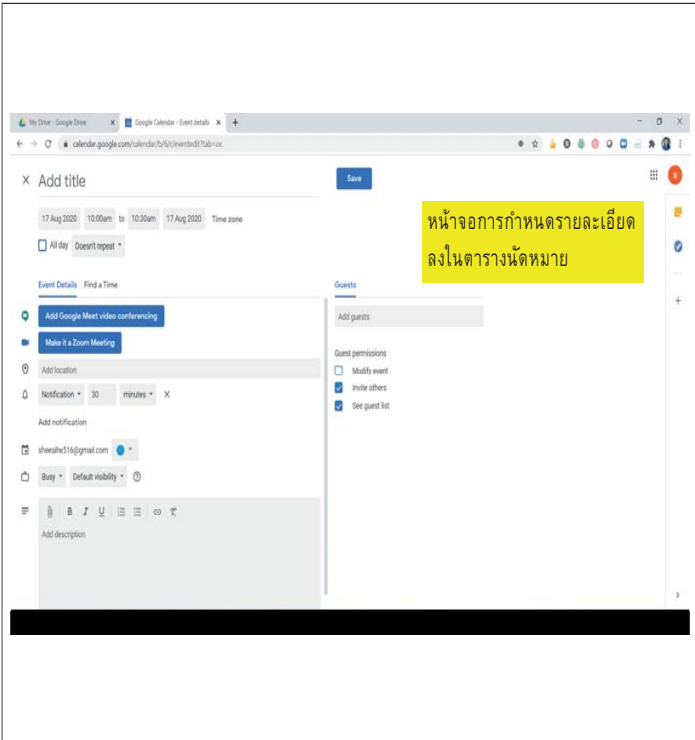 My Drive - Google Drive
Google Calendar - Event details
calendar.google.com/calendar/b/6/r/eventedit?tab=oc
Add title
Save
17 Aug 2020 10:00am to 10:30am 17 Aug 2020 Time zone
หน้าจอการกำหนดรายละเอียด
ลงในตารางนัดหมาย
All day Doesn't repeat
Event Details Find a Time
Guests
Add Google Meet video conferencing
Add guests
Make it a Zoom Meeting
Guest permissions
Add location
Modify event
Notification 30 minutes
Invite others
See guest list
Add notification
sheesihe516@gmail.com
Busy Default visibility
B I U
Add description